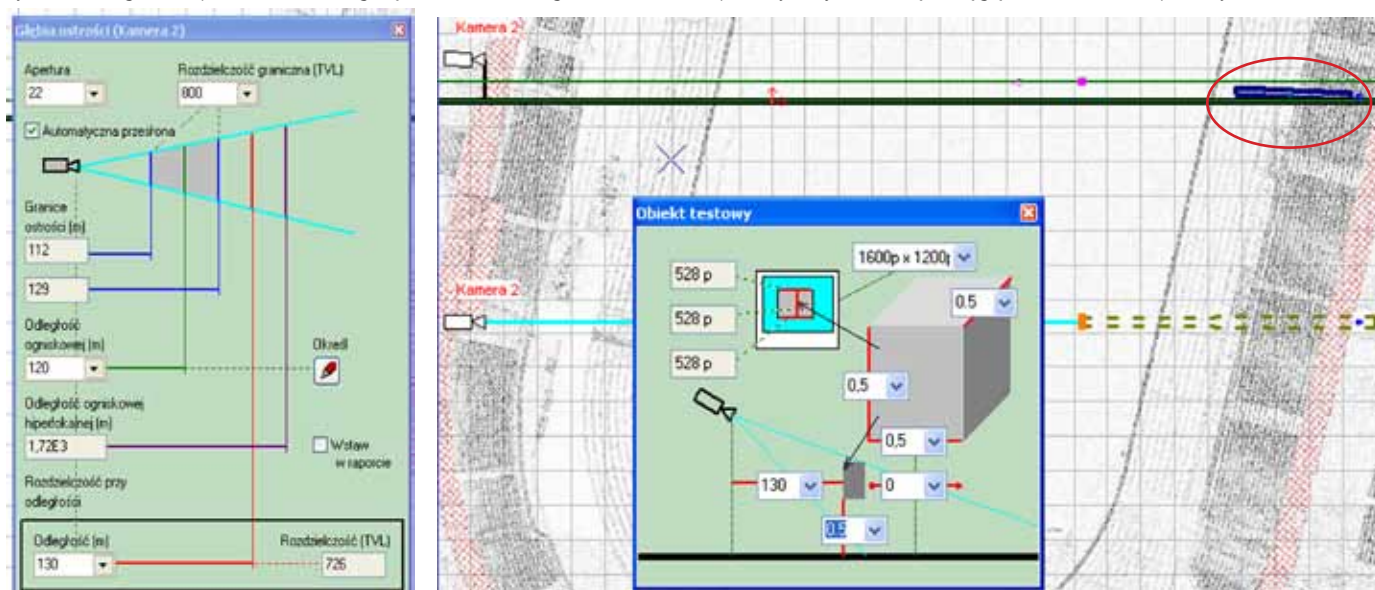 Głębia ostrości (Kamera 2)
Apertura
Rozdzielczość graniczna (TVL)
22
800
Automatyczna przesłona
Granice
ostrości [m]
112
129
Odległość
ogniskowej [m]
Określ
120
Odległość ogniskowej
hiperfokalnej [m]
1,72E3
Wstaw
w raporcie
Rozdzielczość przy
odległości
Odległość [m]
Rozdzielczość (TVL)
130
726
Kamera 2
Kamera 2
Obiekt testowy
1600p x 1200p
528 p
528 p
528 p
0.5
0,5
0,5
130
0
0.5